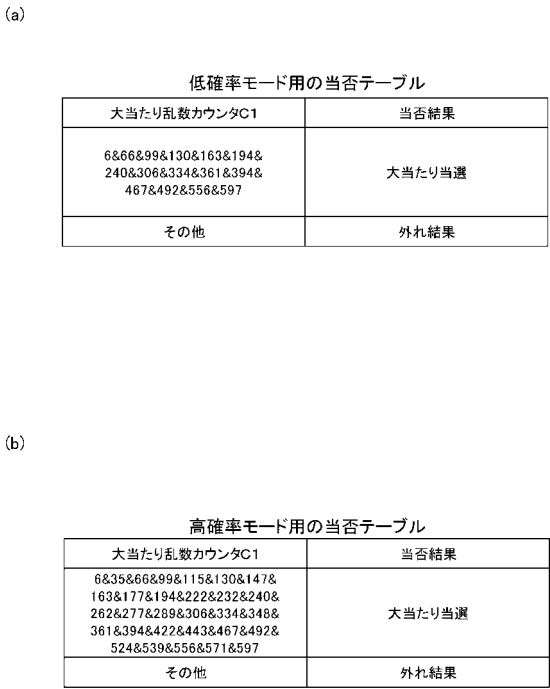 (a)
低確率モード用の当否テーブル
大当たり乱数カウンタC1 当否結果
6&66&99&130&163&194&
240&306&334&361&394&
467&492&556&597
大当たり当選
その他 外れ結果
(b)
高確率モード用の当否テーブル
大当たり乱数カウンタC1 当否結果
6&35&66&99&115&130&147&
163&177&194&222&232&240&
262&277&289&306&334&348&
361&394&422&443&467&492&
524&539&556&571&597
大当たり当選
その他 外れ結果